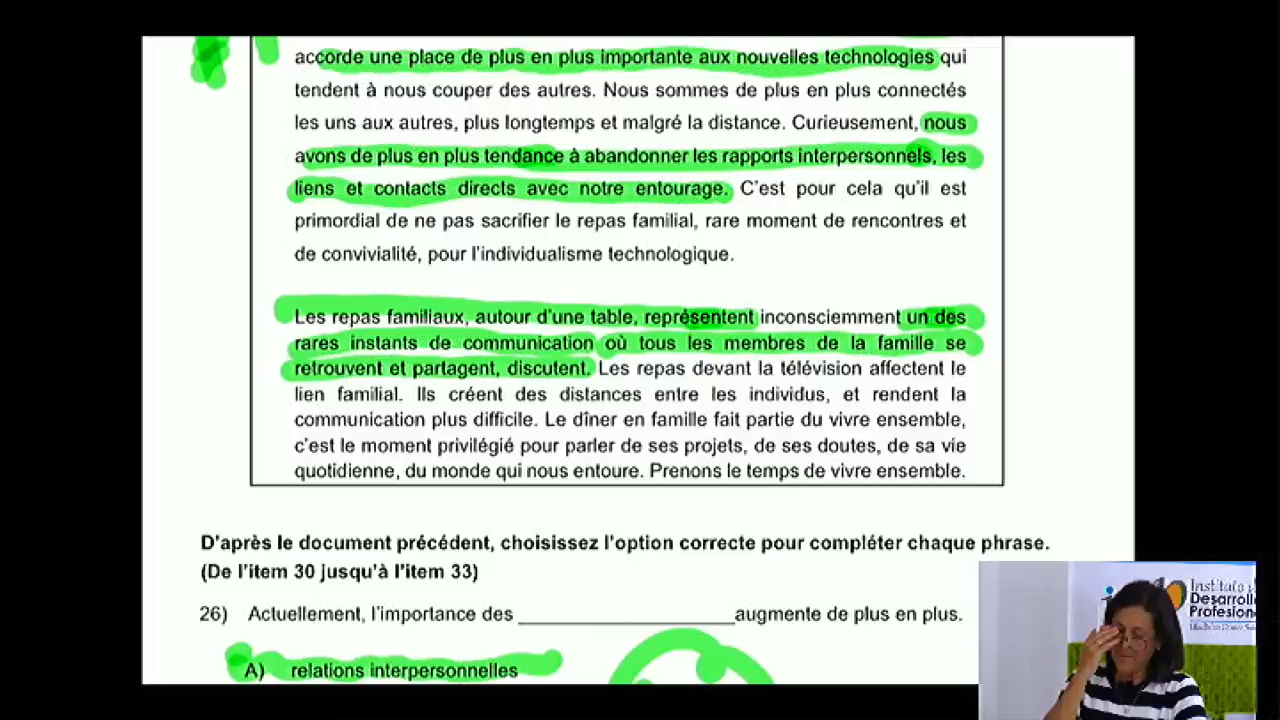 accorde une place de plus en plus importante aux nouvelles technologies qui
tendent à nous couper des autres. Nous sommes de plus en plus connectés
les uns aux autres, plus longtemps et malgré la distance. Curieusement, nous
avons de plus en plus tendance à abandonner les rapports interpersonnels, les
liens et contacts directs avec notre entourage. C'est pour cela qu'il est
primordial de ne pas sacrifier le repas familial, rare moment de rencontres et
de convivialité, pour l'individualisme technologique.
Les repas familiaux, autour d'une table, représentent inconsciemment un des
rares instants de communication où tous les membres de la famille se
retrouvent et partagent, discutent. Les repas devant la télévision affectent le
lien familial. Ils créent des distances entre les individus, et rendent la
communication plus difficile. Le dîner en famille fait partie du vivre ensemble,
c'est le moment privilégié pour parler de ses projets, de ses doutes, de sa vie
quotidienne, du monde qui nous entoure. Prenons le temps de vivre ensemble.
D'après le document précédent, choisissez l'option correcte pour compléter chaque phrase.
(De l'item 30 jusqu'à l'item 33)
26) Actuellement, l'importance des ____________________ augmente de plus en plus.
A) relations interpersonnelles
Instituto
Desarrollo
Profesional